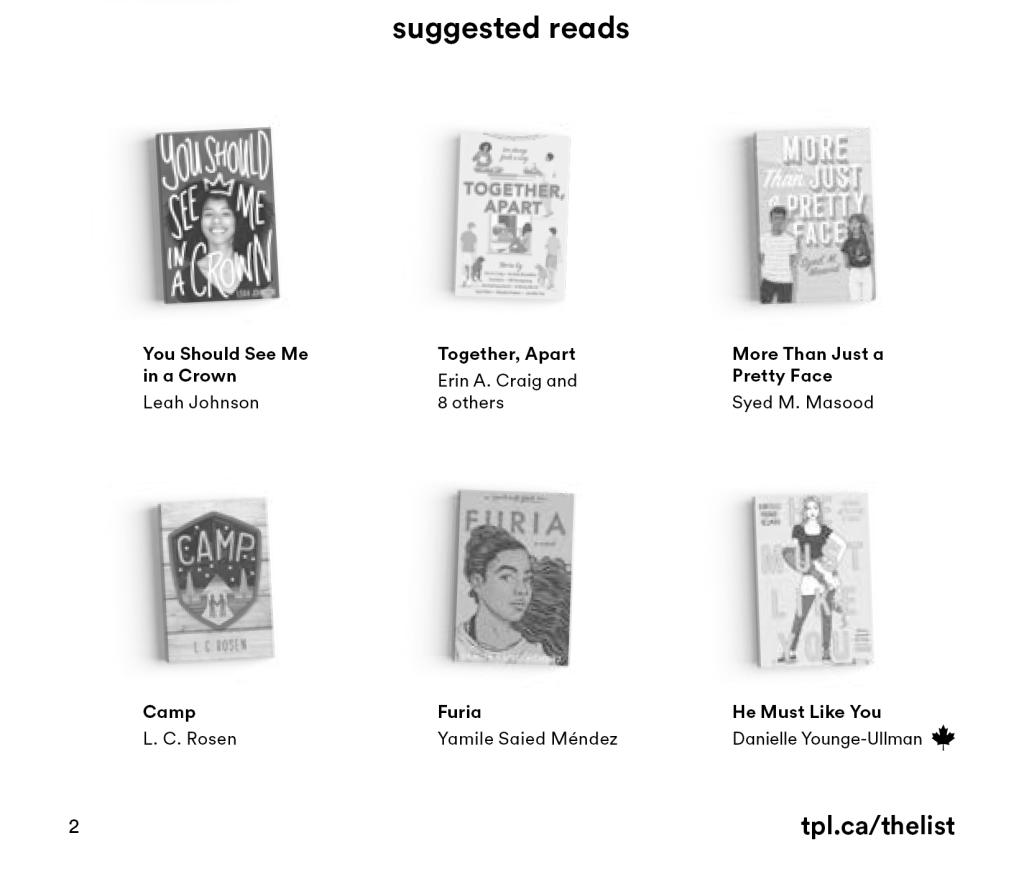 suggested reads
YOU SHOULD
SEE ME
IN
A CROWN
LEAH JOHNSON
TOGETHER,
APART
MORE
Than JUST
a PRETTY
FACE
Syed M.
Masood
You Should See Me
in a Crown
Leah Johnson
Together, Apart
Erin A. Craig and
8 others
More Than Just a
Pretty Face
Syed M. Masood
CAMP
L. C. ROSEN
FURIA
HE
MUST
LIKE
YOU
Camp
L. C. Rosen
Furia
Yamile Saied Méndez
He Must Like You
Danielle Younge-Ullman
2
tpl.ca/thelist